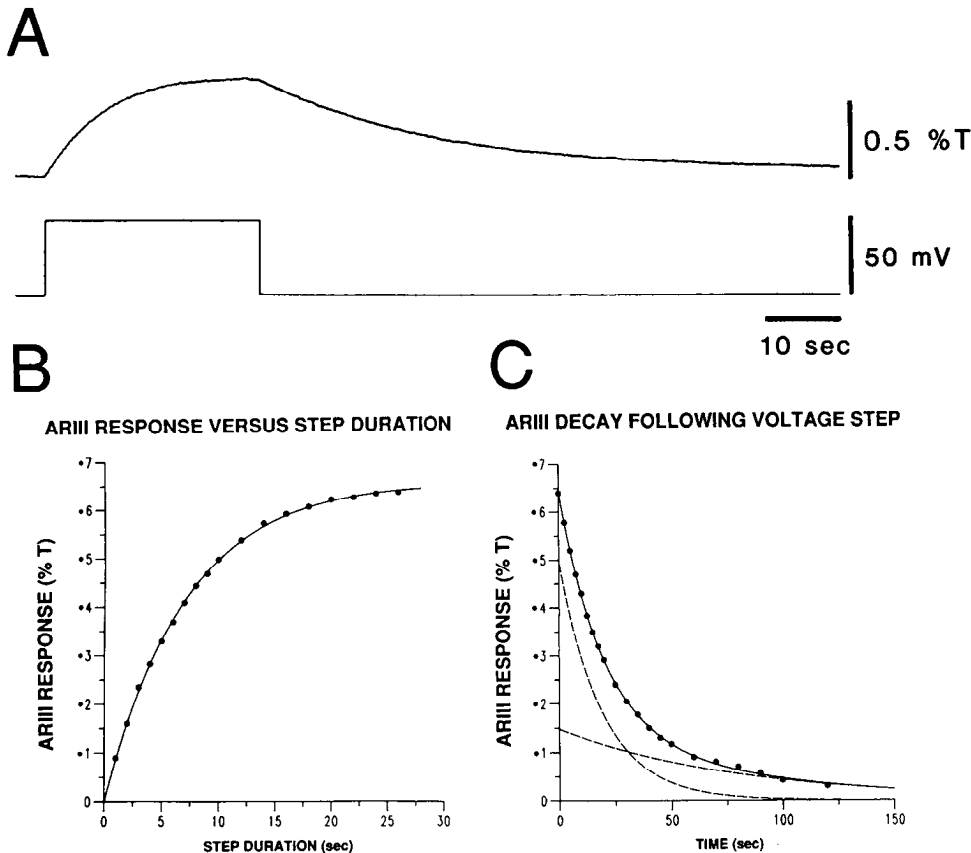 A
0.5 %T
50 mV
10 sec
B
ARIII RESPONSE VERSUS STEP DURATION
ARIII RESPONSE (% T)
.7
.6
.5
.4
.3
.2
.1
0
0 5 10 15 20 25 30
STEP DURATION (sec)
C
ARIII DECAY FOLLOWING VOLTAGE STEP
ARIII RESPONSE (% T)
.7
.6
.5
.4
.3
.2
.1
0
0 50 100 150
TIME (sec)